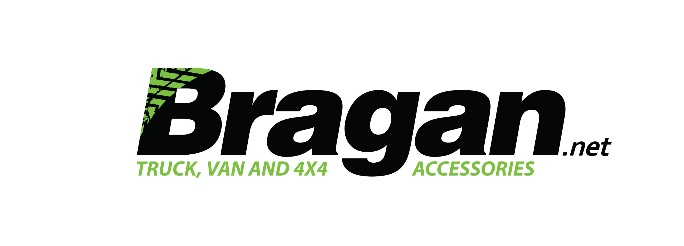 Bragan.net
TRUCK, VAN AND 4X4 ACCESSORIES